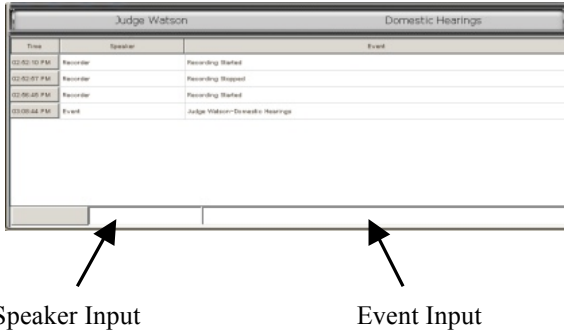 Judge Watson Domestic Hearings
Time Speaker Event
02:52:10 PM Recorder Recording Started
02:52:57 PM Recorder Recording Stopped
02:56:45 PM Recorder Recording Started
03:08:44 PM Event Judge Watson-Domestic Hearings
Speaker Input Event Input